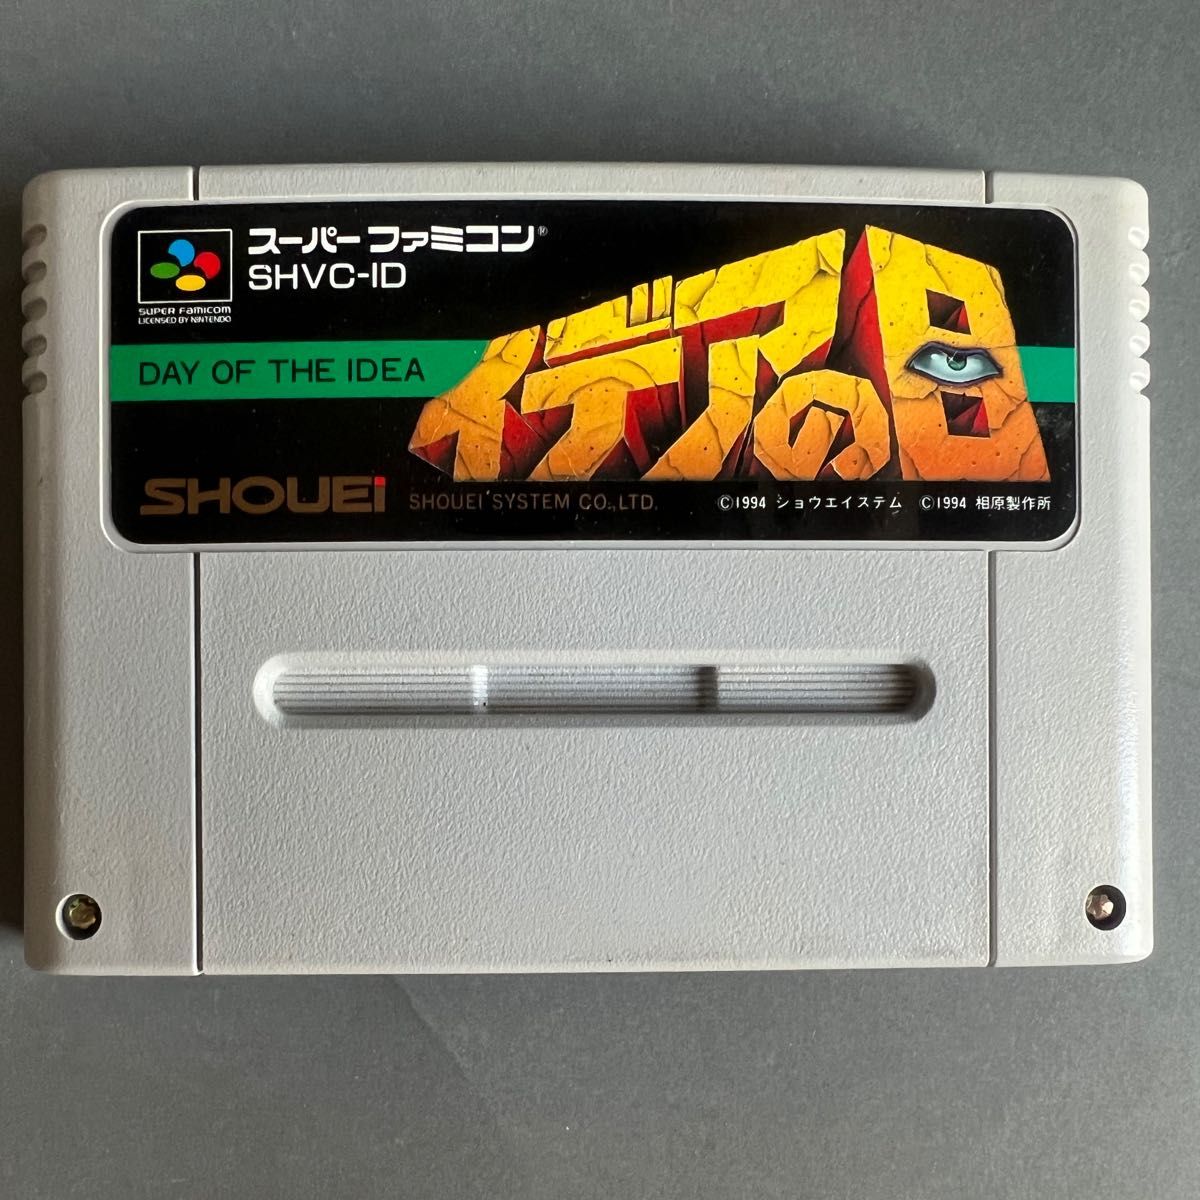 スーパーファミコン®
SHVC-ID
SUPER FAMICOM
LICENSED BY NINTENDO
DAY OF THE IDEA
イデアの日
SHOUEi
SHOUEI SYSTEM CO.,LTD.
©1994 ショウエイステム ©1994 相原製作所